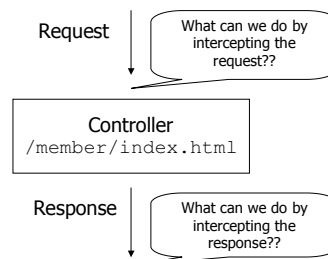 Request
What can we do by
intercepting the
request??
Controller
/member/index.html
Response
What can we do by
intercepting the
response??